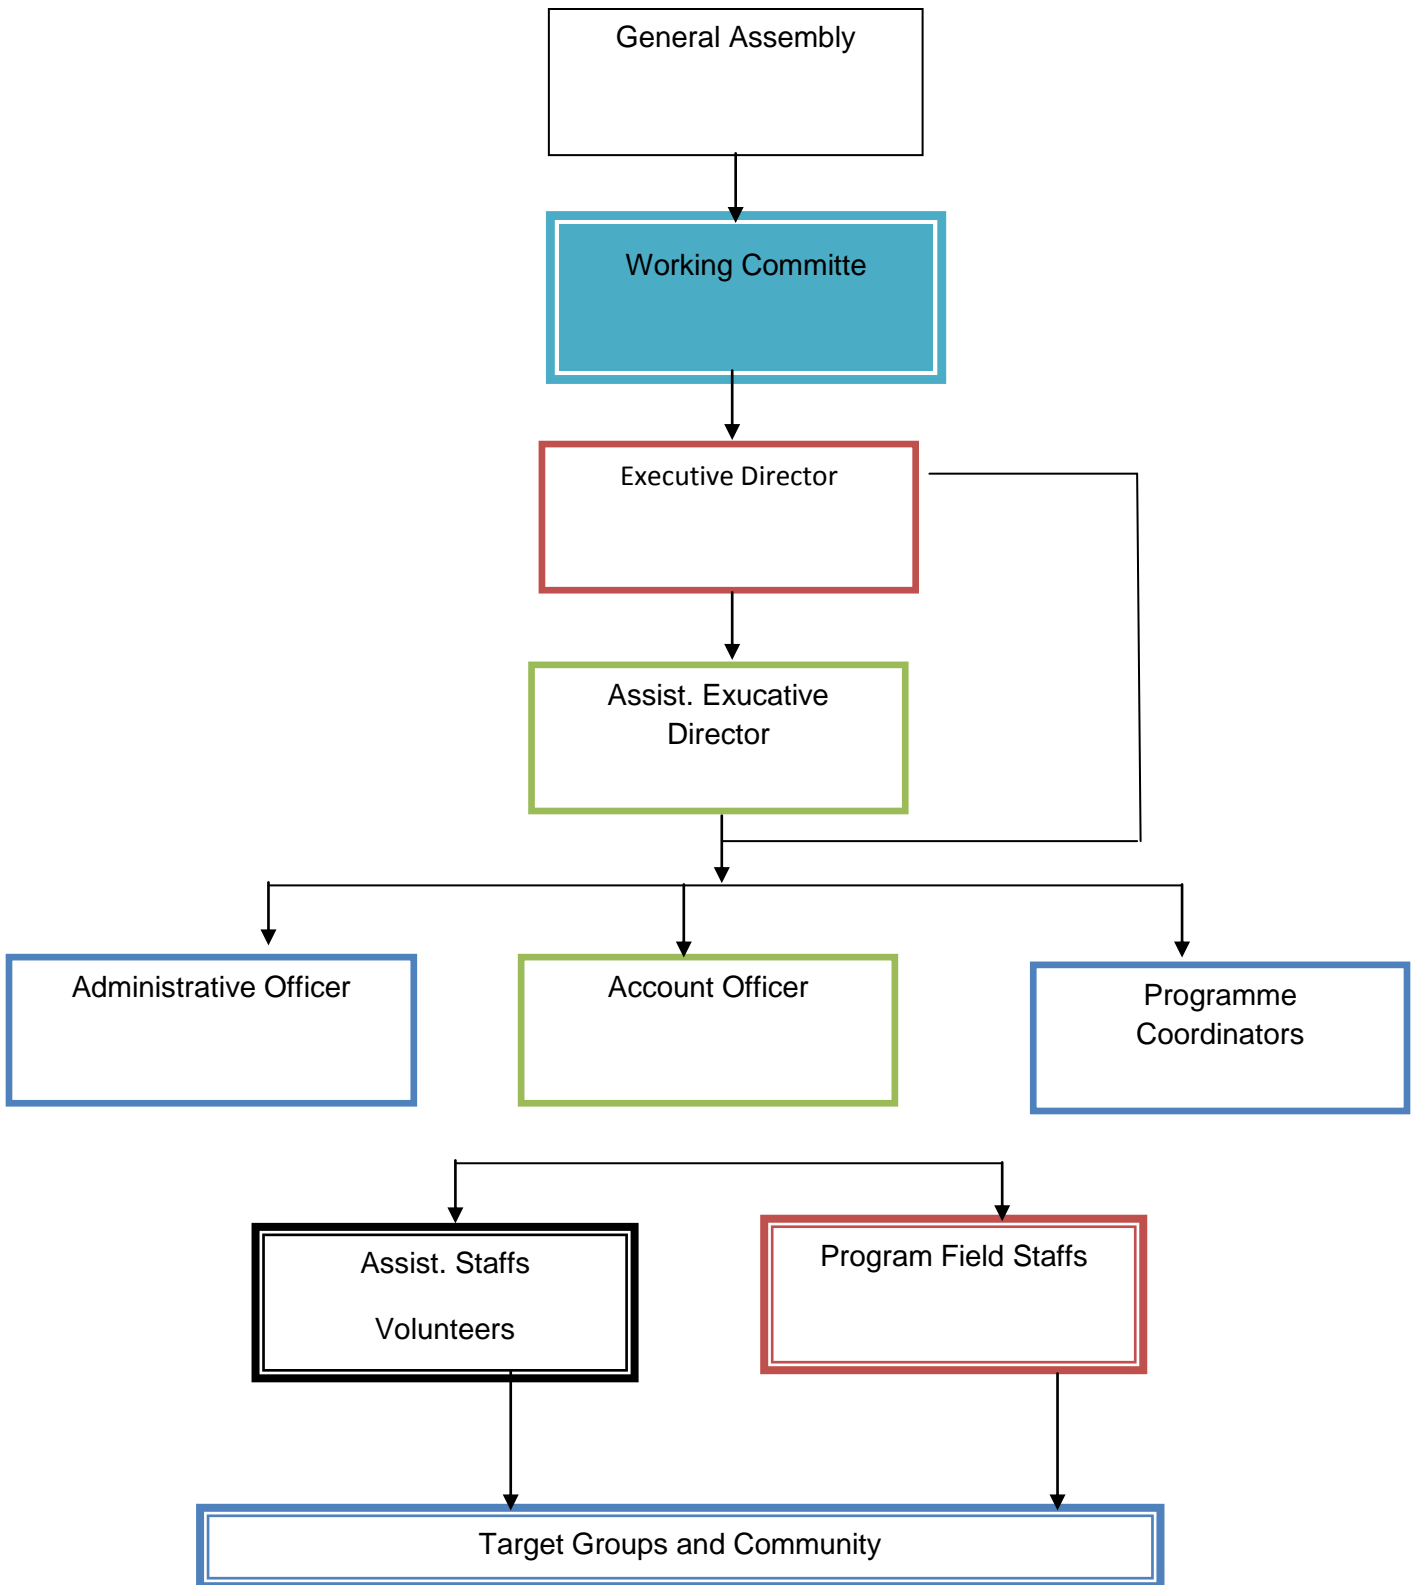 General Assembly
Working Committe
Executive Director
Assist. Exucative
Director
Administrative Officer
Account Officer
Programme
Coordinators
Assist. Staffs
Volunteers
Program Field Staffs
Target Groups and Community